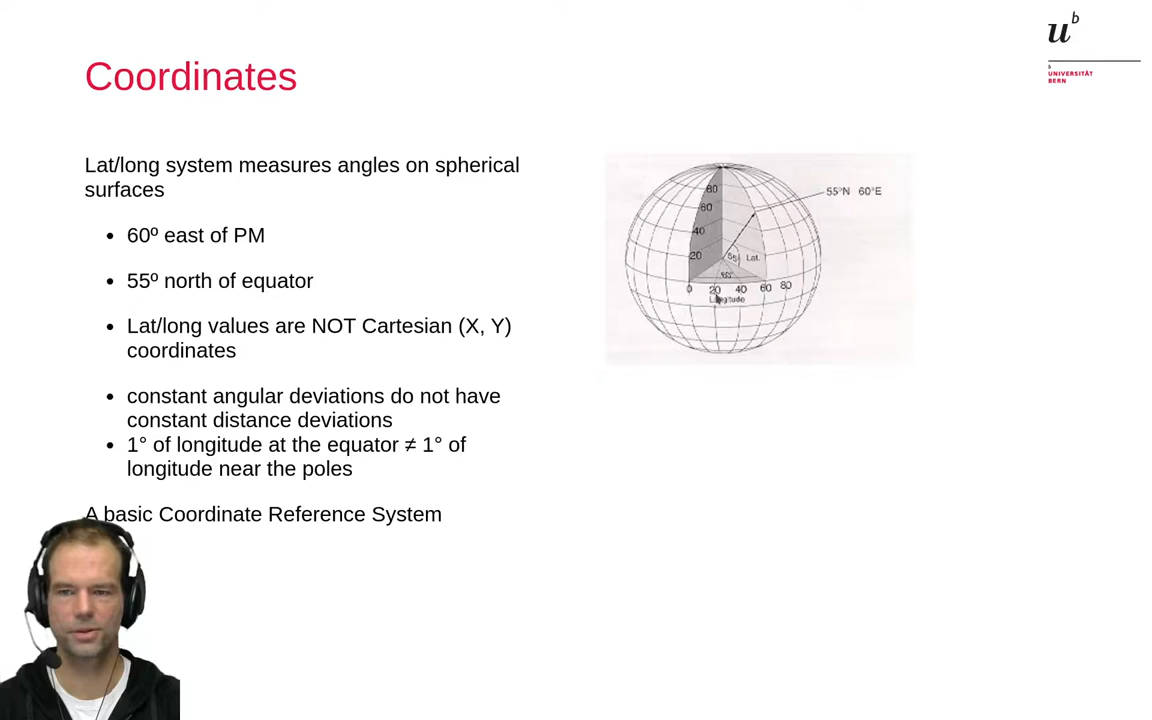 u
b
b
UNIVERSITÄT
BERN
Coordinates
Lat/long system measures angles on spherical
surfaces
• 60º east of PM
• 55º north of equator
• Lat/long values are NOT Cartesian (X, Y)
coordinates
• constant angular deviations do not have
constant distance deviations
• 1° of longitude at the equator ≠ 1° of
longitude near the poles
A basic Coordinate Reference System
80
60
40
20
55°N 60°E
55° Lat.
60°
0 20 40 60 80
Longitude